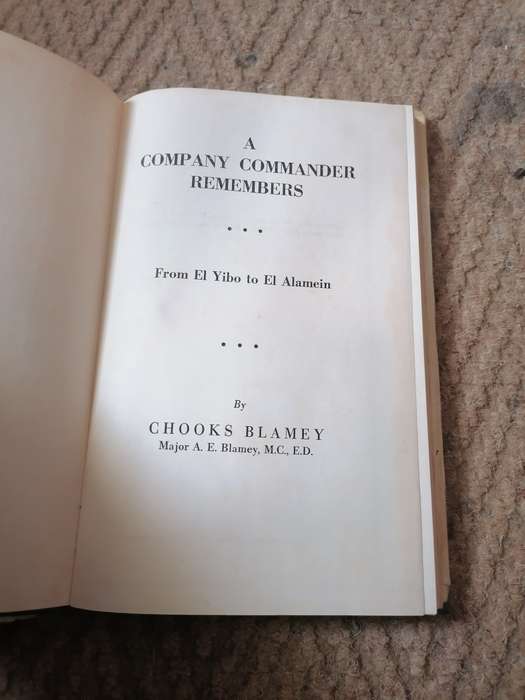 A
COMPANY COMMANDER
REMEMBERS
• • •
From El Yibo to El Alamein
• • •
By
CHOOKS BLAMEY
Major A. E. Blamey, M.C., E.D.